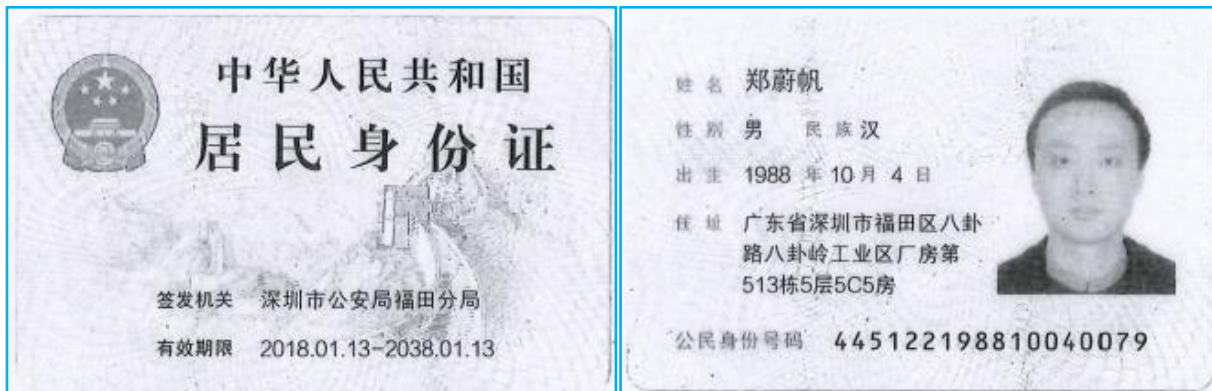 中华人民共和国
居民身份证
签发机关 深圳市公安局福田分局
有效期限 2018.01.13-2038.01.13
姓名 郑蔚帆
性别 男 民族 汉
出生 1988 年 10 月 4 日
住址 广东省深圳市福田区八卦
路八卦岭工业区厂房第
513栋5层5C5房
公民身份号码 445122198810040079